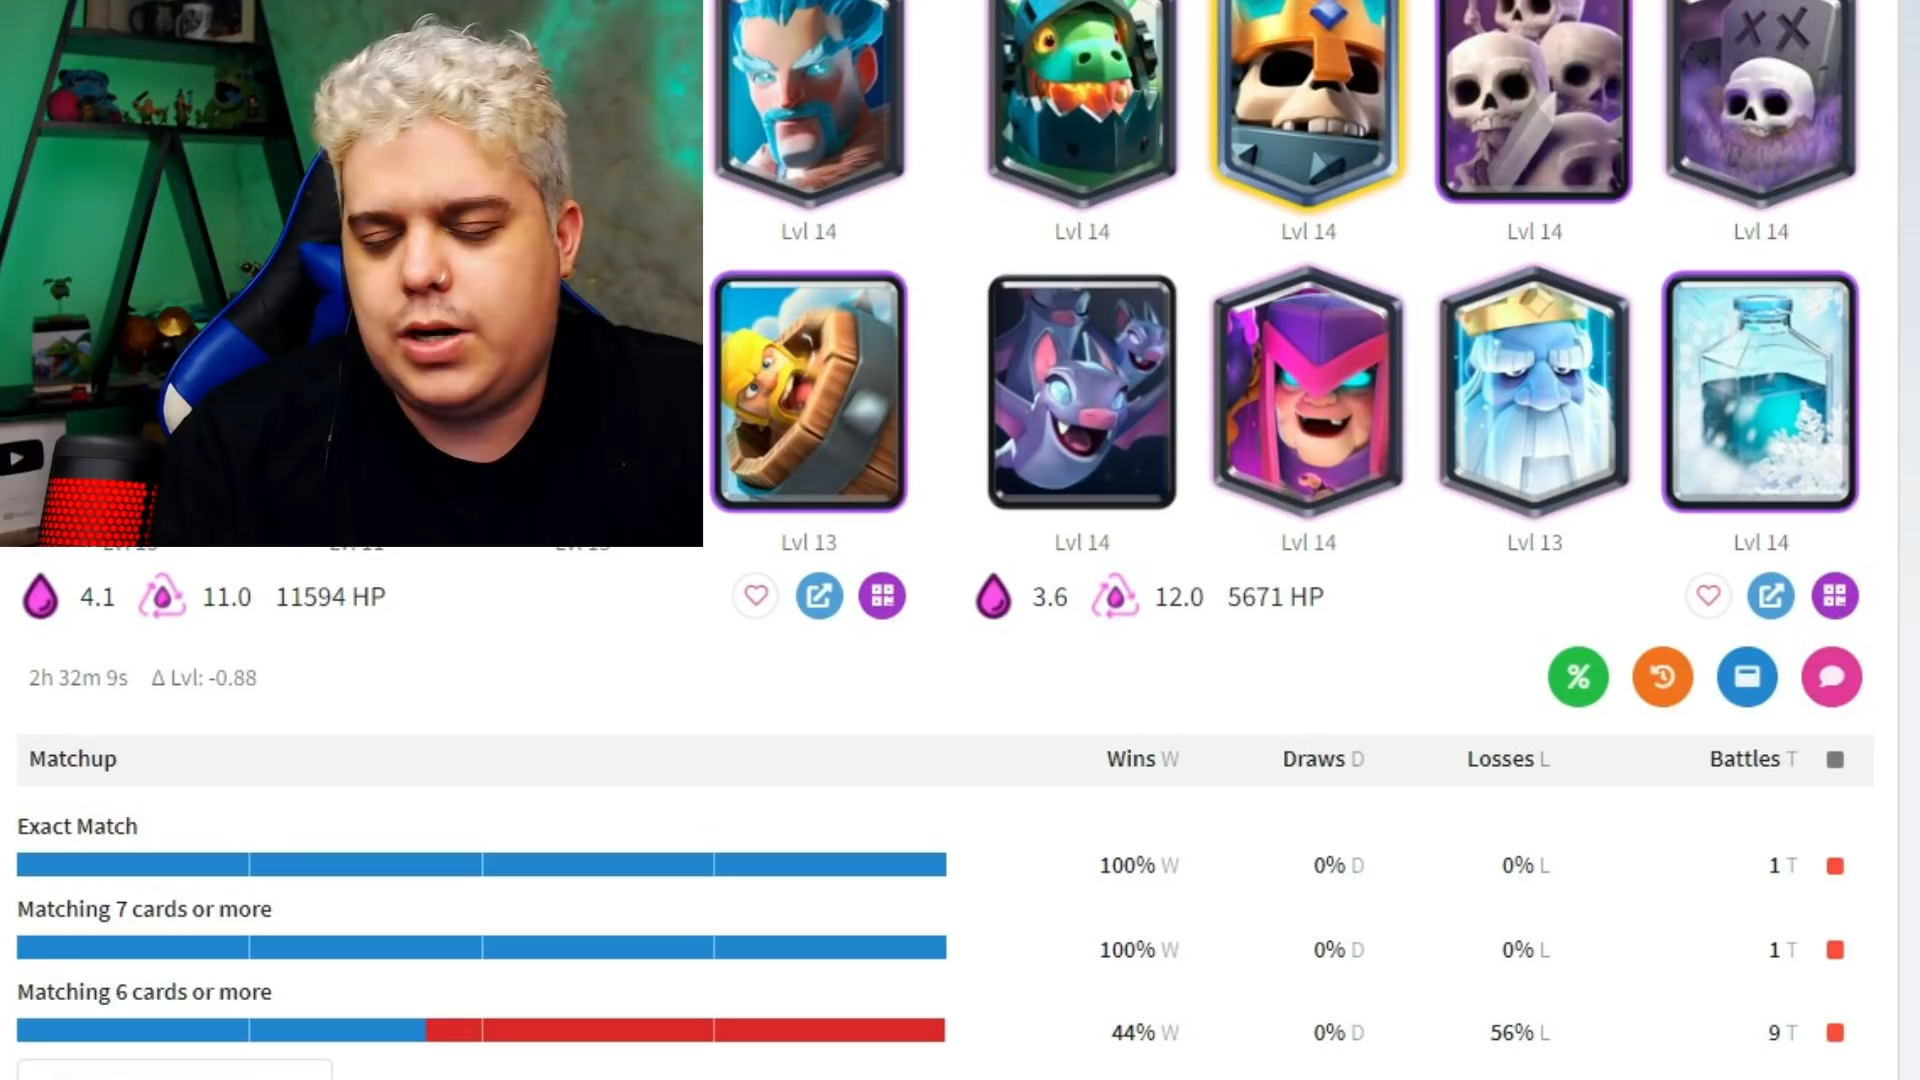 Lvl 14
Lvl 14
Lvl 14
Lvl 14
Lvl 14
Lvl 13
Lvl 14
Lvl 14
Lvl 13
Lvl 14
4.1 11.0 11594 HP
3.6 12.0 5671 HP
2h 32m 9s Δ Lvl: -0.88
%
Matchup Wins W Draws D Losses L Battles T
Exact Match
100% W 0% D 0% L 1 T
Matching 7 cards or more
100% W 0% D 0% L 1 T
Matching 6 cards or more
44% W 0% D 56% L 9 T